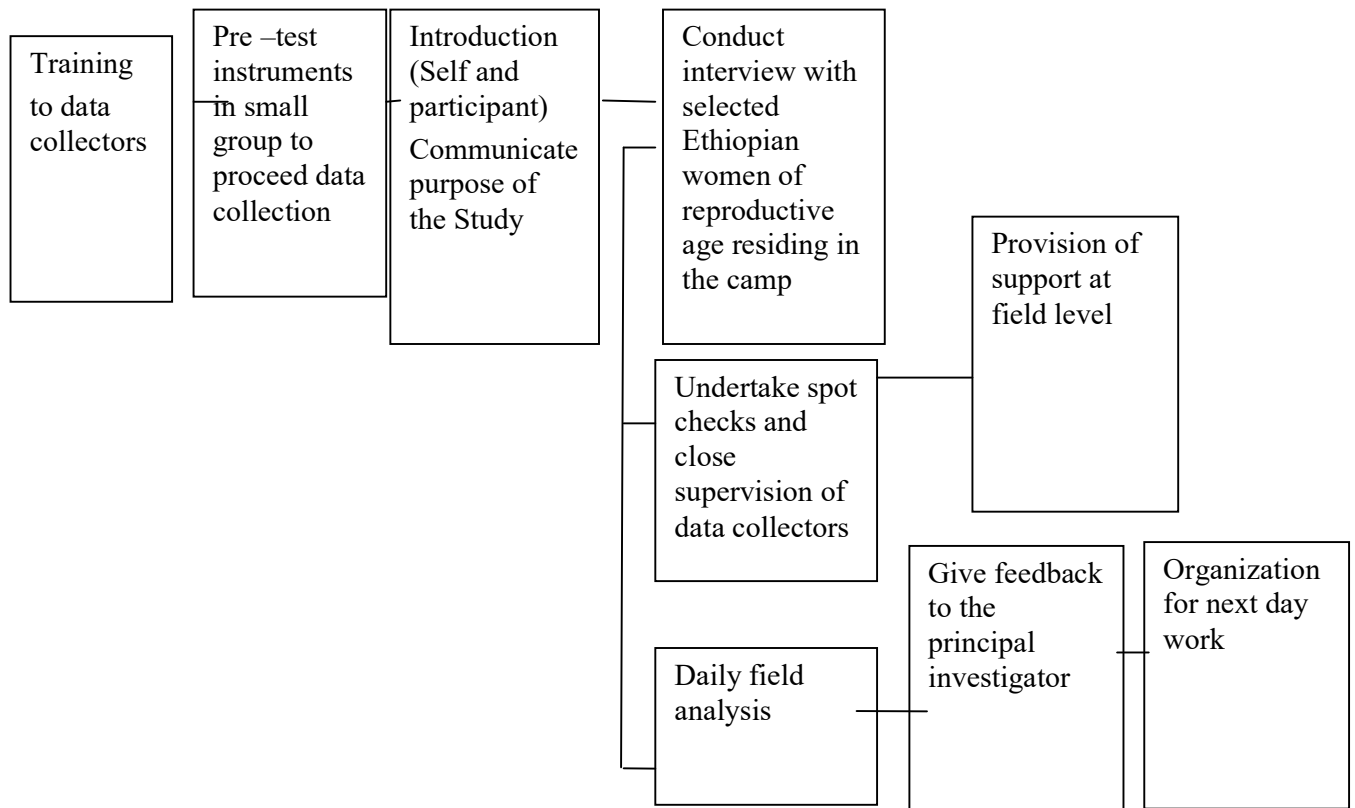 Training
to data
collectors
Pre –test
instruments
in small
group to
proceed data
collection
Introduction
(Self and
participant)
Communicate
purpose of
the Study
Conduct
interview with
selected
Ethiopian
women of
reproductive
age residing in
the camp
Provision of
support at
field level
Undertake spot
checks and
close
supervision of
data collectors
Daily field
analysis
Give feedback
to the
principal
investigator
Organization
for next day
work